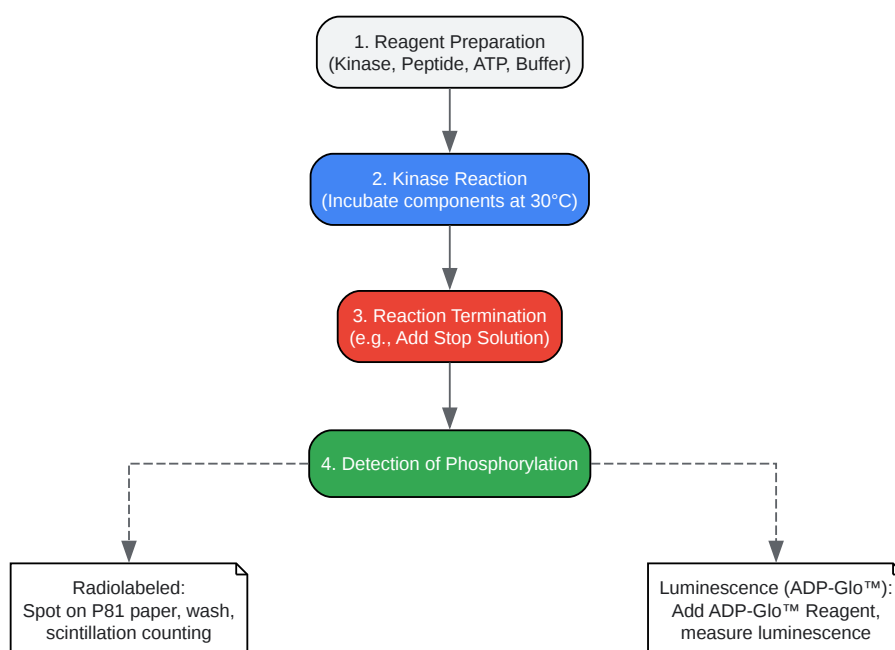 1. Reagent Preparation
(Kinase, Peptide, ATP, Buffer)
2. Kinase Reaction
(Incubate components at 30°C)
3. Reaction Termination
(e.g., Add Stop Solution)
4. Detection of Phosphorylation
Radiolabeled:
Spot on P81 paper, wash,
scintillation counting
Luminescence (ADP-Glo™):
Add ADP-Glo™ Reagent,
measure luminescence